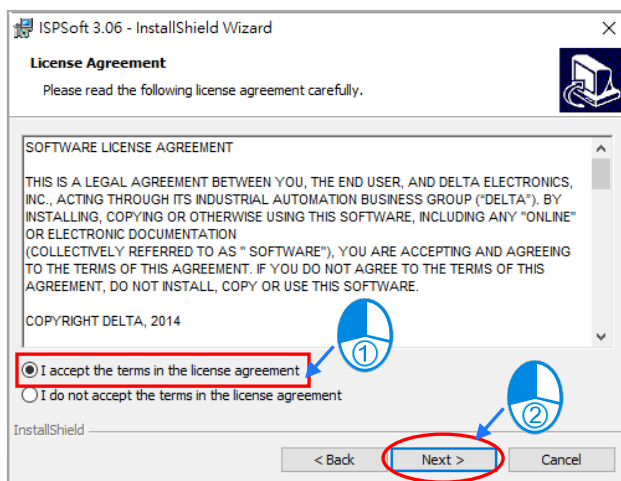 ISPSoft 3.06 - InstallShield Wizard
License Agreement
Please read the following license agreement carefully.
SOFTWARE LICENSE AGREEMENT
THIS IS A LEGAL AGREEMENT BETWEEN YOU, THE END USER, AND DELTA ELECTRONICS,
INC., ACTING THROUGH ITS INDUSTRIAL AUTOMATION BUSINESS GROUP ("DELTA"). BY
INSTALLING, COPYING OR OTHERWISE USING THIS SOFTWARE, INCLUDING ANY "ONLINE"
OR ELECTRONIC DOCUMENTATION
(COLLECTIVELY REFERRED TO AS " SOFTWARE"), YOU ARE ACCEPTING AND AGREEING
TO THE TERMS OF THIS AGREEMENT. IF YOU DO NOT AGREE TO THE TERMS OF THIS
AGREEMENT, DO NOT INSTALL, COPY OR USE THIS SOFTWARE.
COPYRIGHT DELTA, 2014
①
I accept the terms in the license agreement
I do not accept the terms in the license agreement
②
InstallShield
< Back Next > Cancel